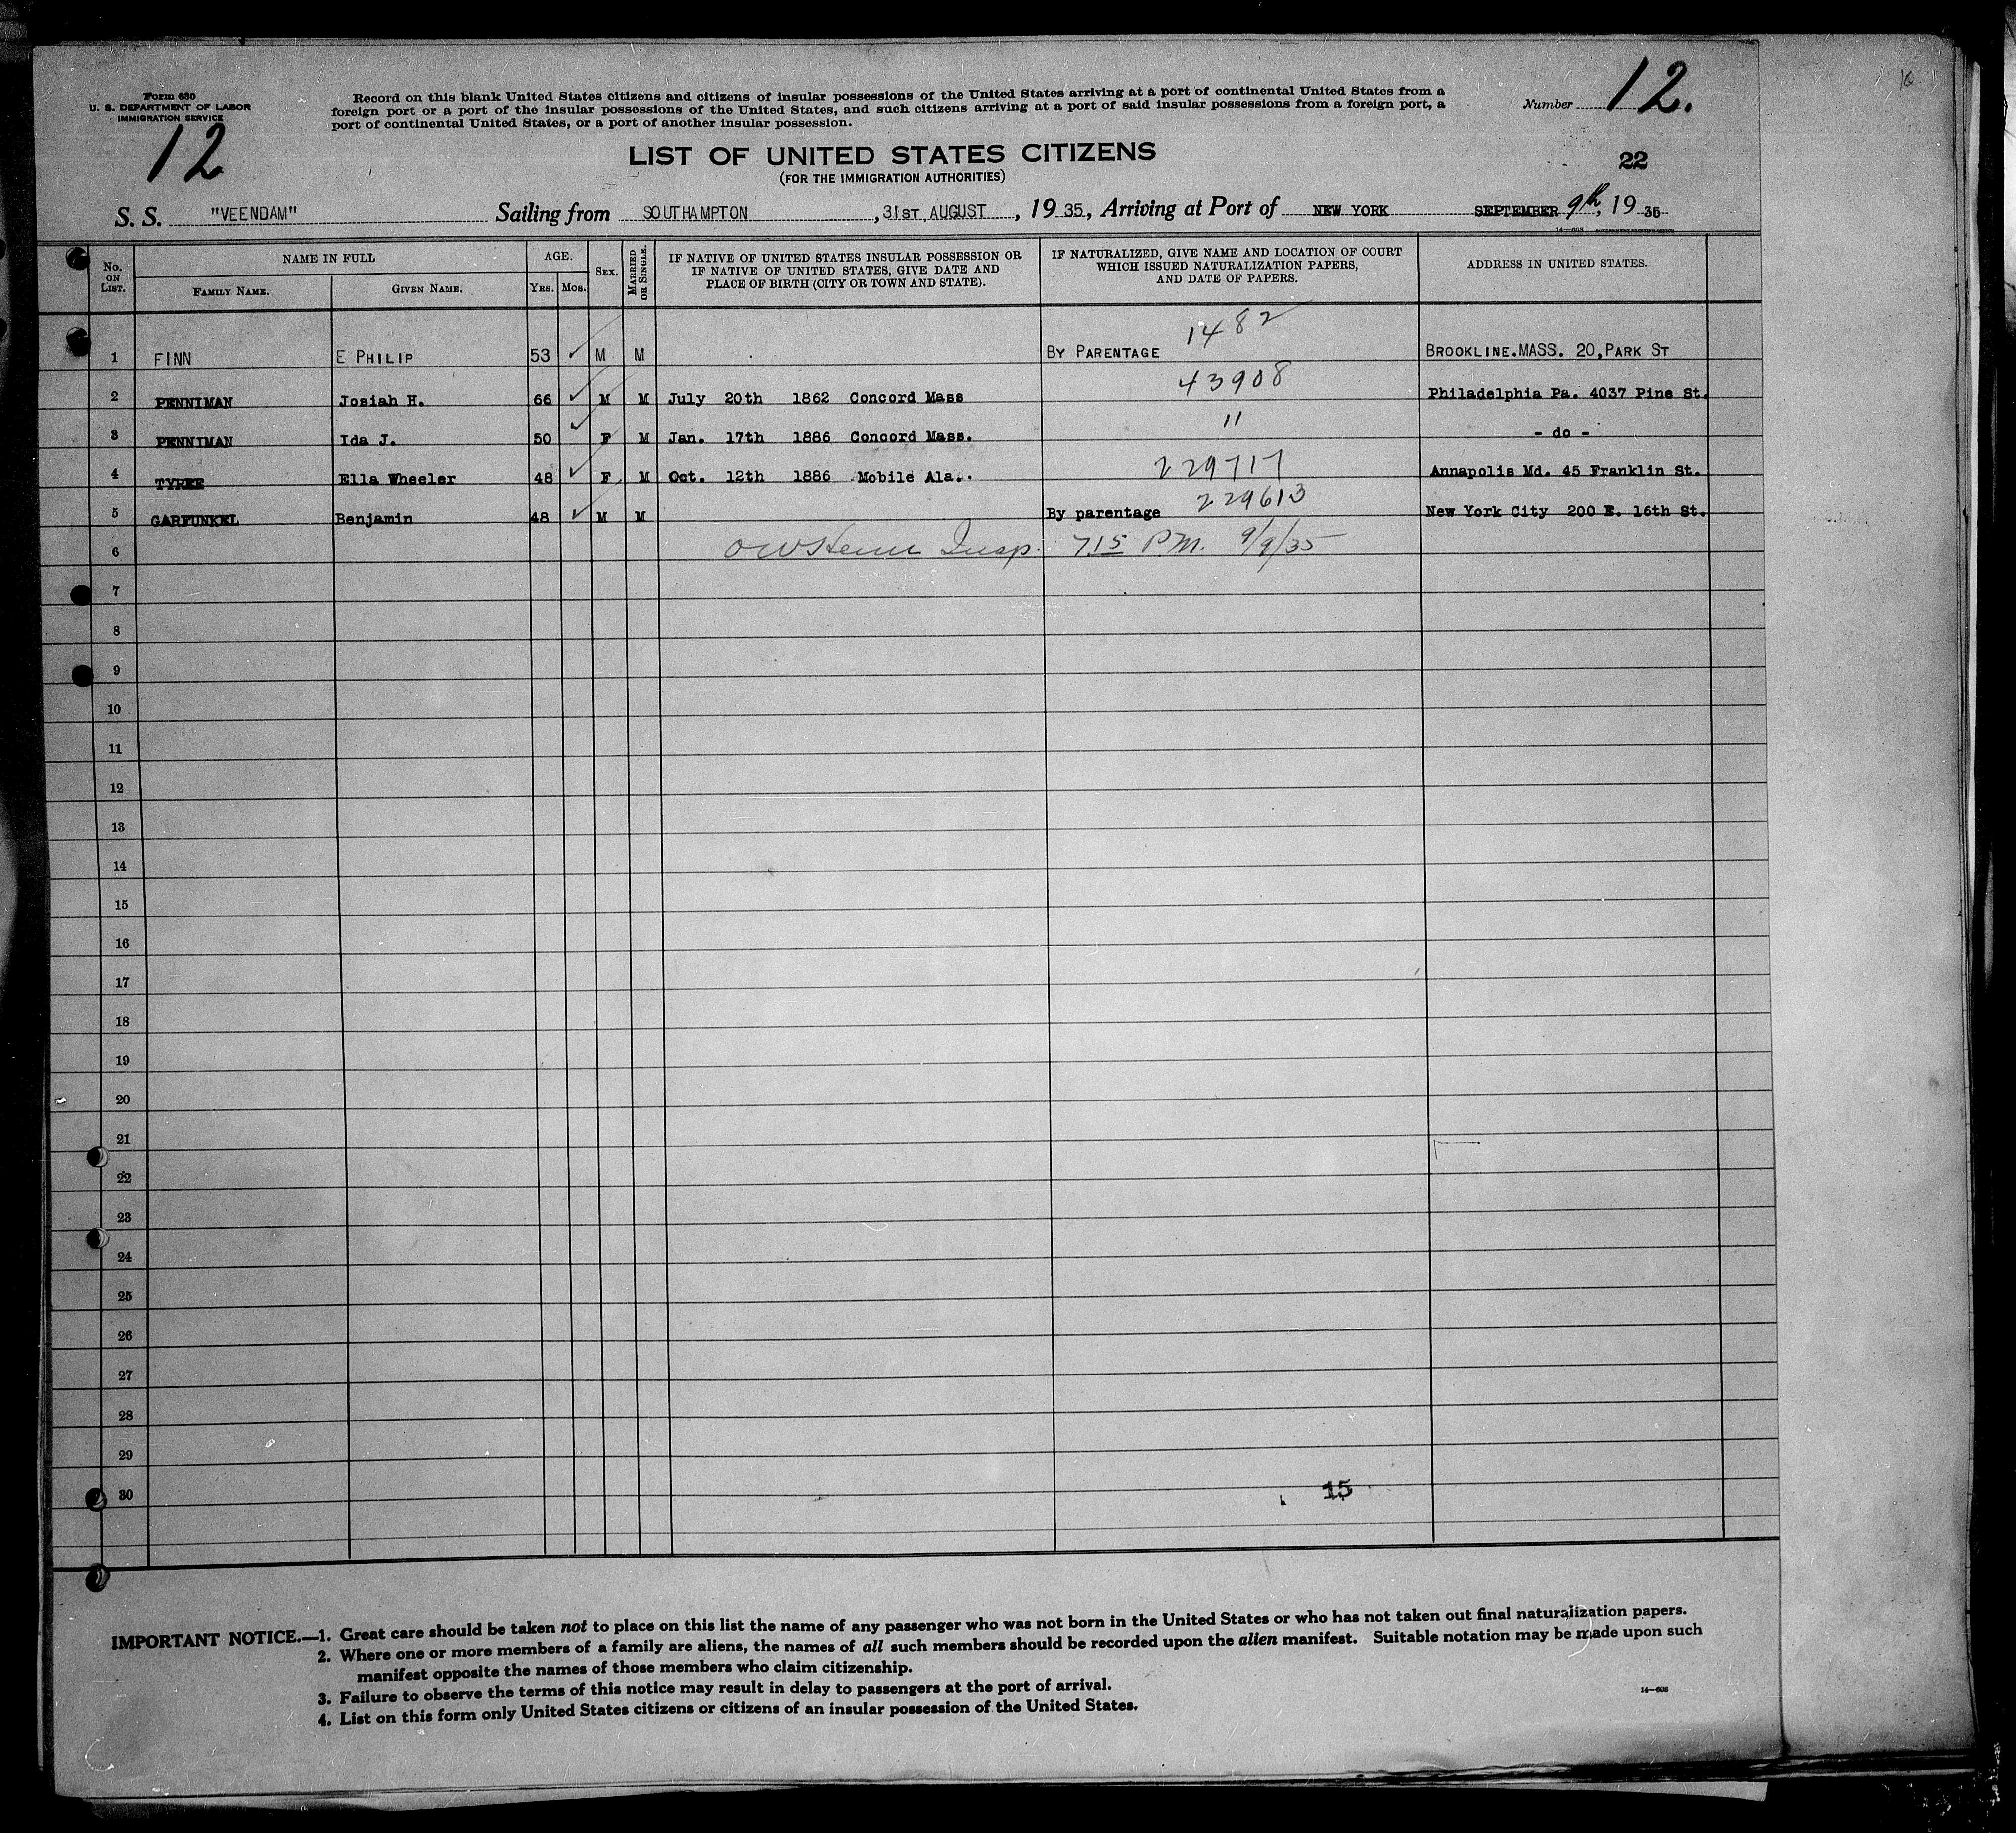 Form 630
U. S. DEPARTMENT OF LABOR
IMMIGRATION SERVICE
12
Record on this blank United States citizens and citizens of insular possessions of the United States arriving at a port of continental United States from a
foreign port or a port of the insular possessions of the United States, and such citizens arriving at a port of said insular possessions from a foreign port, a
port of continental United States, or a port of another insular possession.
Number 12.
10
LIST OF UNITED STATES CITIZENS
(FOR THE IMMIGRATION AUTHORITIES)
22
S. S. "VEENDAM" Sailing from SOUTHAMPTON, 31ST AUGUST, 19 35, Arriving at Port of NEW YORK SEPTEMBER 9th, 19 35
14—608
No. ON LIST. NAME IN FULL AGE. SEX. MARRIED OR SINGLE. IF NATIVE OF UNITED STATES INSULAR POSSESSION OR IF NATIVE OF UNITED STATES, GIVE DATE AND PLACE OF BIRTH (CITY OR TOWN AND STATE). IF NATURALIZED, GIVE NAME AND LOCATION OF COURT WHICH ISSUED NATURALIZATION PAPERS, AND DATE OF PAPERS. ADDRESS IN UNITED STATES.
FAMILY NAME. GIVEN NAME. YRS. MOS.
1 FINN E PHILIP 53 ✓ M M BY PARENTAGE 1482 BROOKLINE.MASS. 20,PARK ST
2 PENNIMAN Josiah H. 66 ✓ M M July 20th 1862 Concord Mass 43908 Philadelphia Pa. 4037 Pine St.
3 PENNIMAN Ida J. 50 ✓ F M Jan. 17th 1886 Concord Mass. " - do -
4 TYREE Ella Wheeler 48 ✓ F M Oct. 12th 1886 Mobile Ala.. 229717 Annapolis Md. 45 Franklin St.
5 GARFUNKEL Benjamin 48 ✓ M M By parentage 229613 New York City 200 E. 16th St.
6 Insp. 715 P.M. 9/9/35
7
8
9
10
11
12
13
14
15
16
17
18
19
20
21
22
23
24
25
26
27
28
29
30
15
IMPORTANT NOTICE.—1. Great care should be taken not to place on this list the name of any passenger who was not born in the United States or who has not taken out final naturalization papers.
2. Where one or more members of a family are aliens, the names of all such members should be recorded upon the alien manifest. Suitable notation may be made upon such
manifest opposite the names of those members who claim citizenship.
3. Failure to observe the terms of this notice may result in delay to passengers at the port of arrival.
4. List on this form only United States citizens or citizens of an insular possession of the United States.
14—608